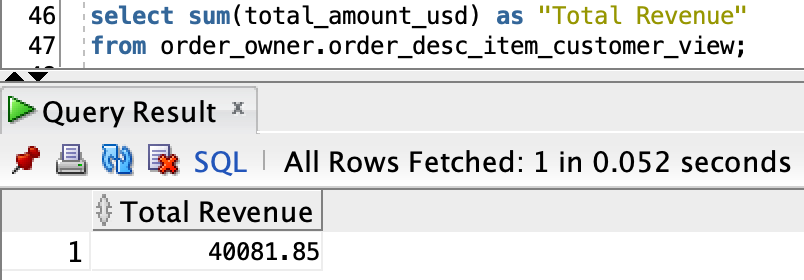 46 select sum(total_amount_usd) as "Total Revenue"
47 from order_owner.order_desc_item_customer_view;
Query Result x
SQL | All Rows Fetched: 1 in 0.052 seconds
Total Revenue
1 40081.85